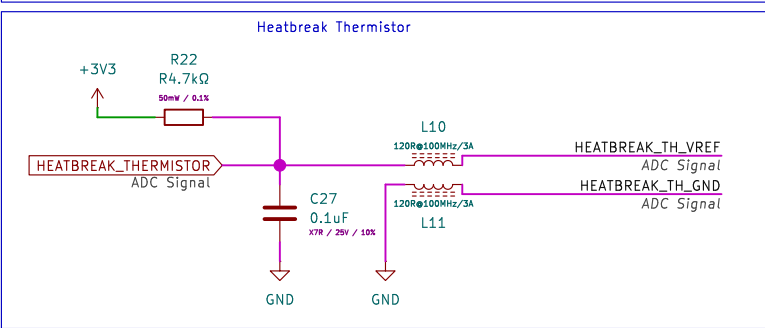 Heatbreak Thermistor
+3V3
R22
R4.7kΩ
50mW / 0.1%
L10
120R@100MHz/3A
HEATBREAK_TH_VREF
ADC Signal
HEATBREAK_THERMISTOR
ADC Signal
HEATBREAK_TH_GND
ADC Signal
120R@100MHz/3A
L11
C27
0.1uF
X7R / 25V / 10%
GND
GND